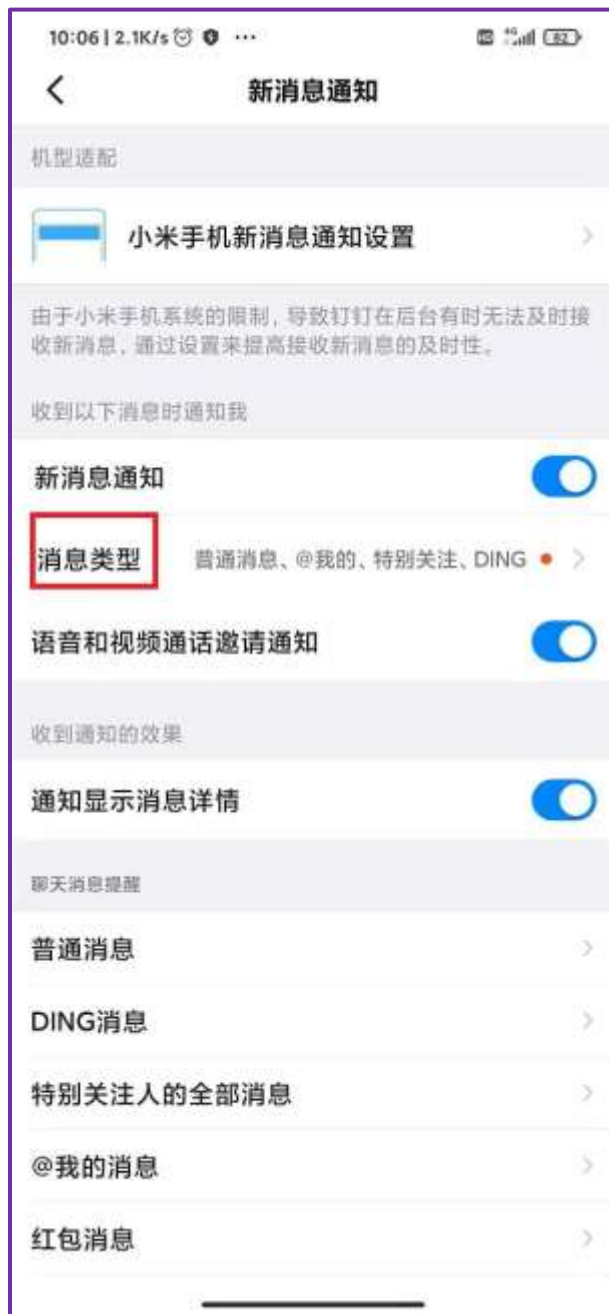 10:06 | 2.1K/s
HD 4G 82
新消息通知
机型适配
小米手机新消息通知设置
由于小米手机系统的限制，导致钉钉在后台有时无法及时接
收新消息，通过设置来提高接收新消息的及时性。
收到以下消息时通知我
新消息通知
消息类型 普通消息、@我的、特别关注、DING
语音和视频通话邀请通知
收到通知的效果
通知显示消息详情
聊天消息提醒
普通消息
DING消息
特别关注人的全部消息
@我的消息
红包消息